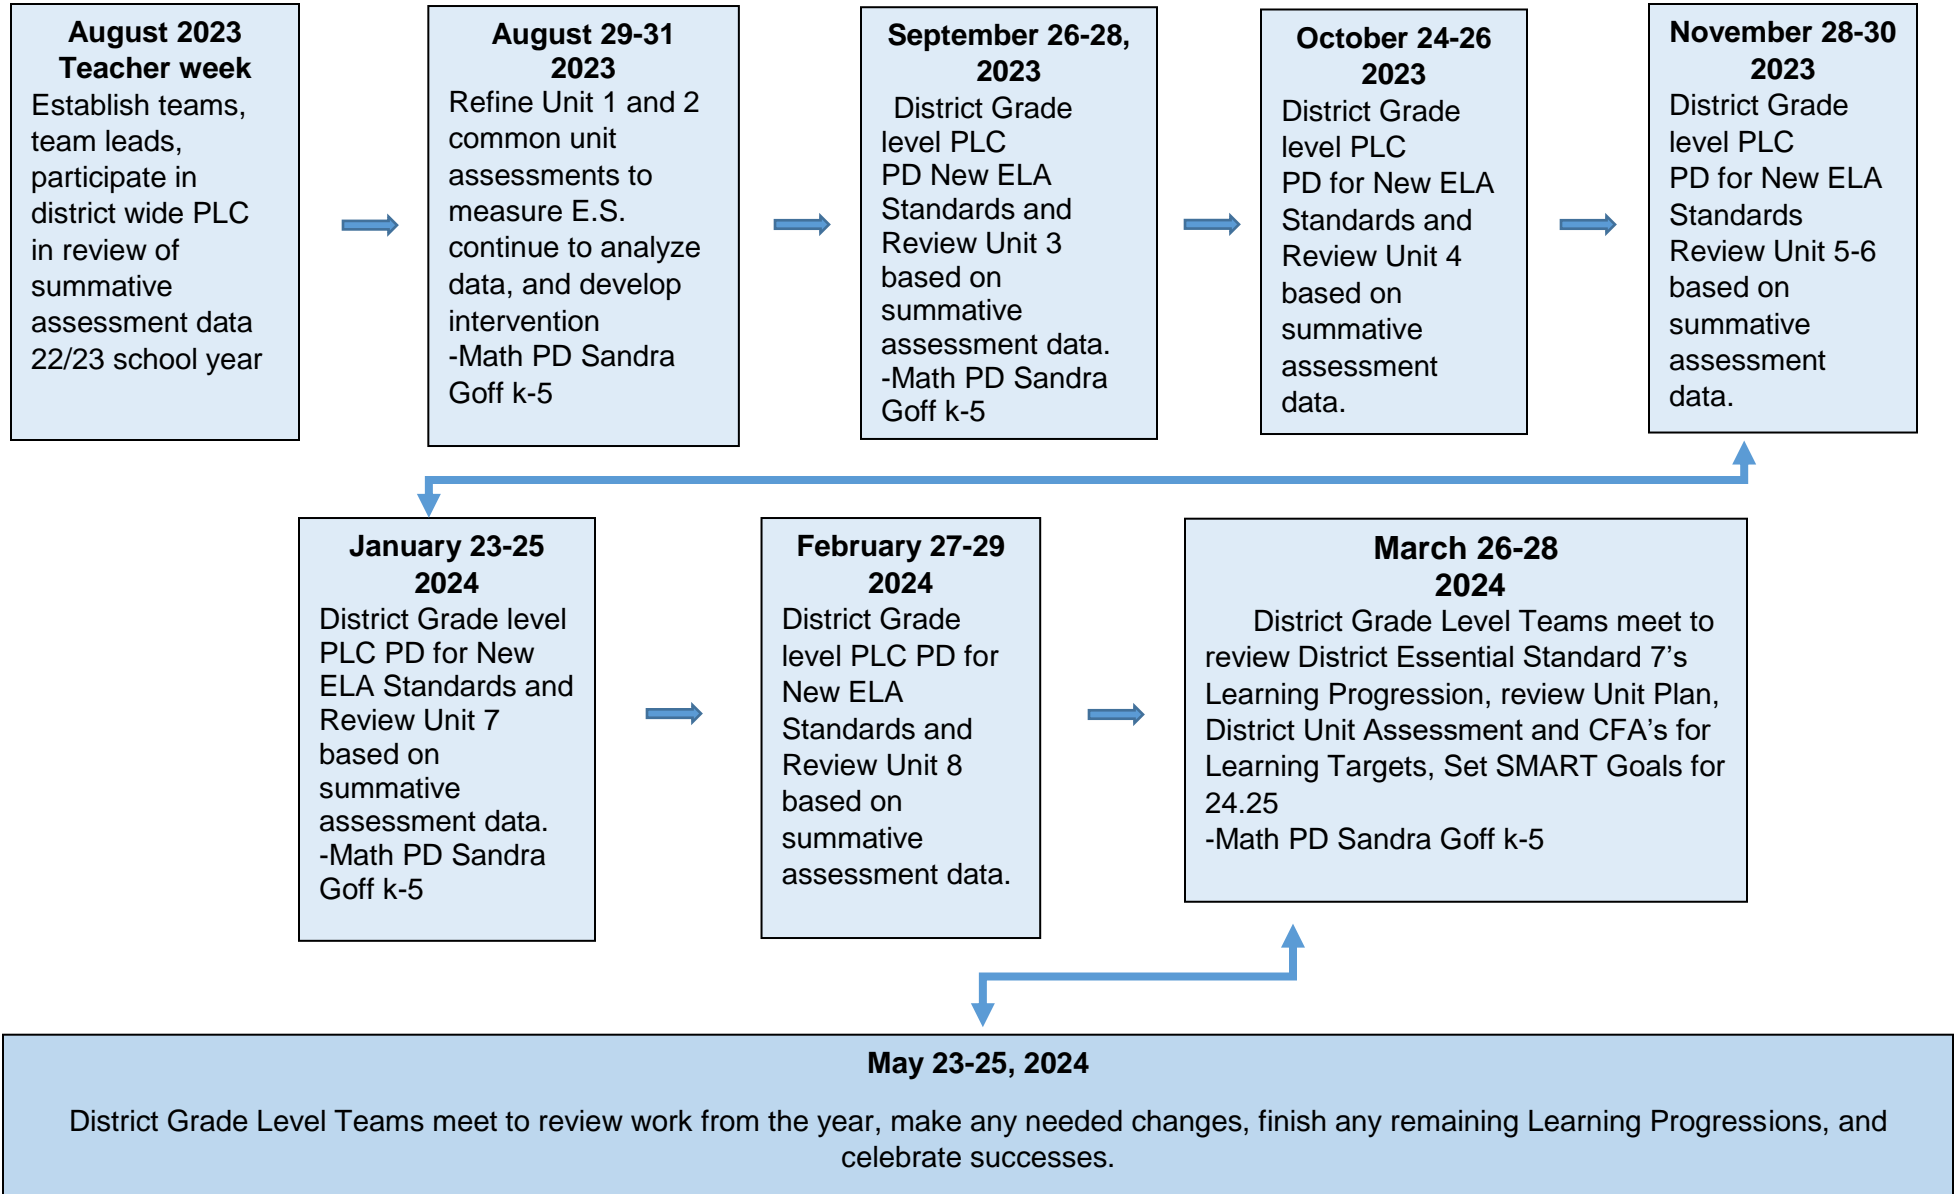 August 2023
Teacher week
Establish teams,
team leads,
participate in
district wide PLC
in review of
summative
assessment data
22/23 school year
August 29-31
2023
Refine Unit 1 and 2
common unit
assessments to
measure E.S.
continue to analyze
data, and develop
intervention
-Math PD Sandra
Goff k-5
September 26-28,
2023
District Grade
level PLC
PD New ELA
Standards and
Review Unit 3
based on
summative
assessment data.
-Math PD Sandra
Goff k-5
October 24-26
2023
District Grade
level PLC
PD for New ELA
Standards and
Review Unit 4
based on
summative
assessment
data.
November 28-30
2023
District Grade
level PLC
PD for New ELA
Standards
Review Unit 5-6
based on
summative
assessment
data.
January 23-25
2024
District Grade level
PLC PD for New
ELA Standards and
Review Unit 7
based on
summative
assessment data.
-Math PD Sandra
Goff k-5
February 27-29
2024
District Grade
level PLC PD for
New ELA
Standards and
Review Unit 8
based on
summative
assessment data.
March 26-28
2024
District Grade Level Teams meet to
review District Essential Standard 7’s
Learning Progression, review Unit Plan,
District Unit Assessment and CFA’s for
Learning Targets, Set SMART Goals for
24.25
-Math PD Sandra Goff k-5
May 23-25, 2024
District Grade Level Teams meet to review work from the year, make any needed changes, finish any remaining Learning Progressions, and
celebrate successes.